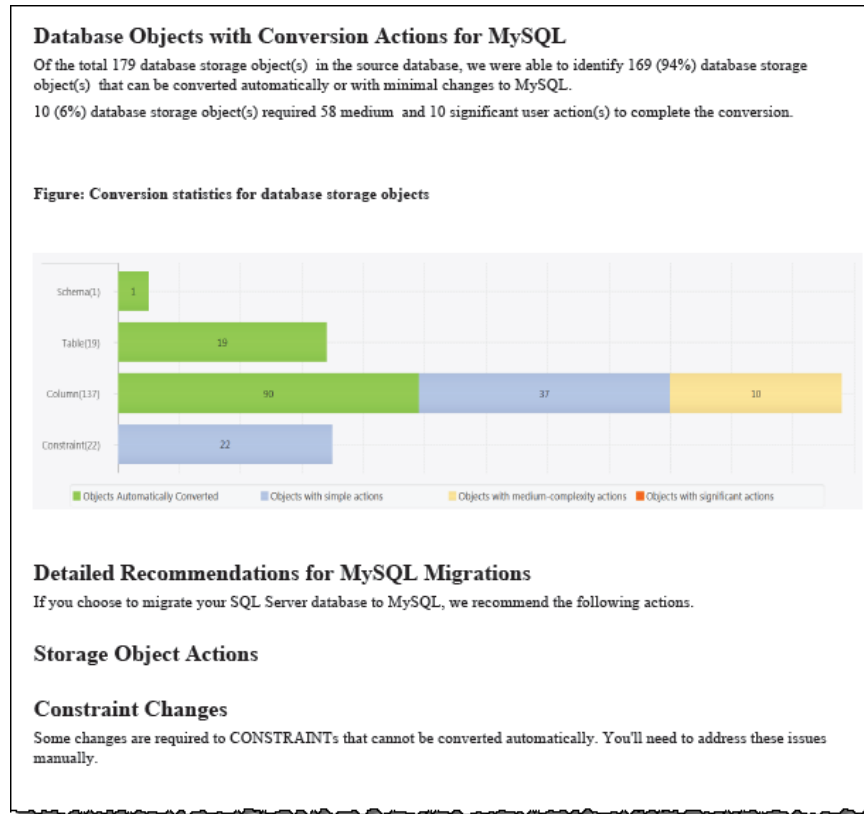 Database Objects with Conversion Actions for MySQL
Of the total 179 database storage object(s) in the source database, we were able to identify 169 (94%) database storage
object(s) that can be converted automatically or with minimal changes to MySQL.
10 (6%) database storage object(s) required 58 medium and 10 significant user action(s) to complete the conversion.
Figure: Conversion statistics for database storage objects
Schema(1) 1
Table(19) 19
Column(137) 90 37 10
Constraint(22) 22
Objects Automatically Converted Objects with simple actions Objects with medium-complexity actions Objects with significant actions
Detailed Recommendations for MySQL Migrations
If you choose to migrate your SQL Server database to MySQL, we recommend the following actions.
Storage Object Actions
Constraint Changes
Some changes are required to CONSTRAINTs that cannot be converted automatically. You'll need to address these issues
manually.